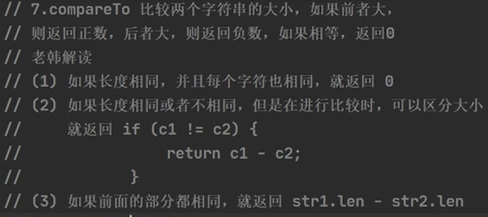 // 7.compareTo 比较两个字符串的大小，如果前者大，
// 则返回正数，后者大，则返回负数，如果相等，返回0
// 老韩解读
// (1) 如果长度相同，并且每个字符也相同，就返回 0
// (2) 如果长度相同或者不相同，但是在进行比较时，可以区分大小
//     就返回 if (c1 != c2) {
//                return c1 - c2;
//            }
// (3) 如果前面的部分都相同，就返回 str1.len - str2.len